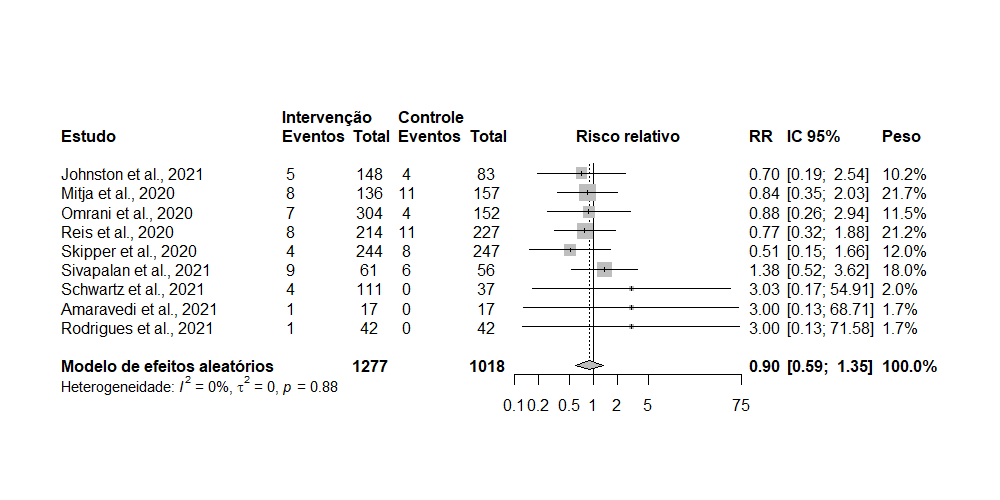 Intervenção Controle
Estudo Eventos Total Eventos Total Risco relativo RR IC 95% Peso
Johnston et al., 2021 5 148 4 83 0.70 [0.19; 2.54] 10.2%
Mitja et al., 2020 8 136 11 157 0.84 [0.35; 2.03] 21.7%
Omrani et al., 2020 7 304 4 152 0.88 [0.26; 2.94] 11.5%
Reis et al., 2020 8 214 11 227 0.77 [0.32; 1.88] 21.2%
Skipper et al., 2020 4 244 8 247 0.51 [0.15; 1.66] 12.0%
Sivapalan et al., 2021 9 61 6 56 1.38 [0.52; 3.62] 18.0%
Schwartz et al., 2021 4 111 0 37 3.03 [0.17; 54.91] 2.0%
Amaravedi et al., 2021 1 17 0 17 3.00 [0.13; 68.71] 1.7%
Rodrigues et al., 2021 1 42 0 42 3.00 [0.13; 71.58] 1.7%
Modelo de efeitos aleatórios 1277 1018 0.90 [0.59; 1.35] 100.0%
Heterogeneidade: I² = 0%, τ² = 0, p = 0.88
0.1 0.2 0.5 1 2 5 75